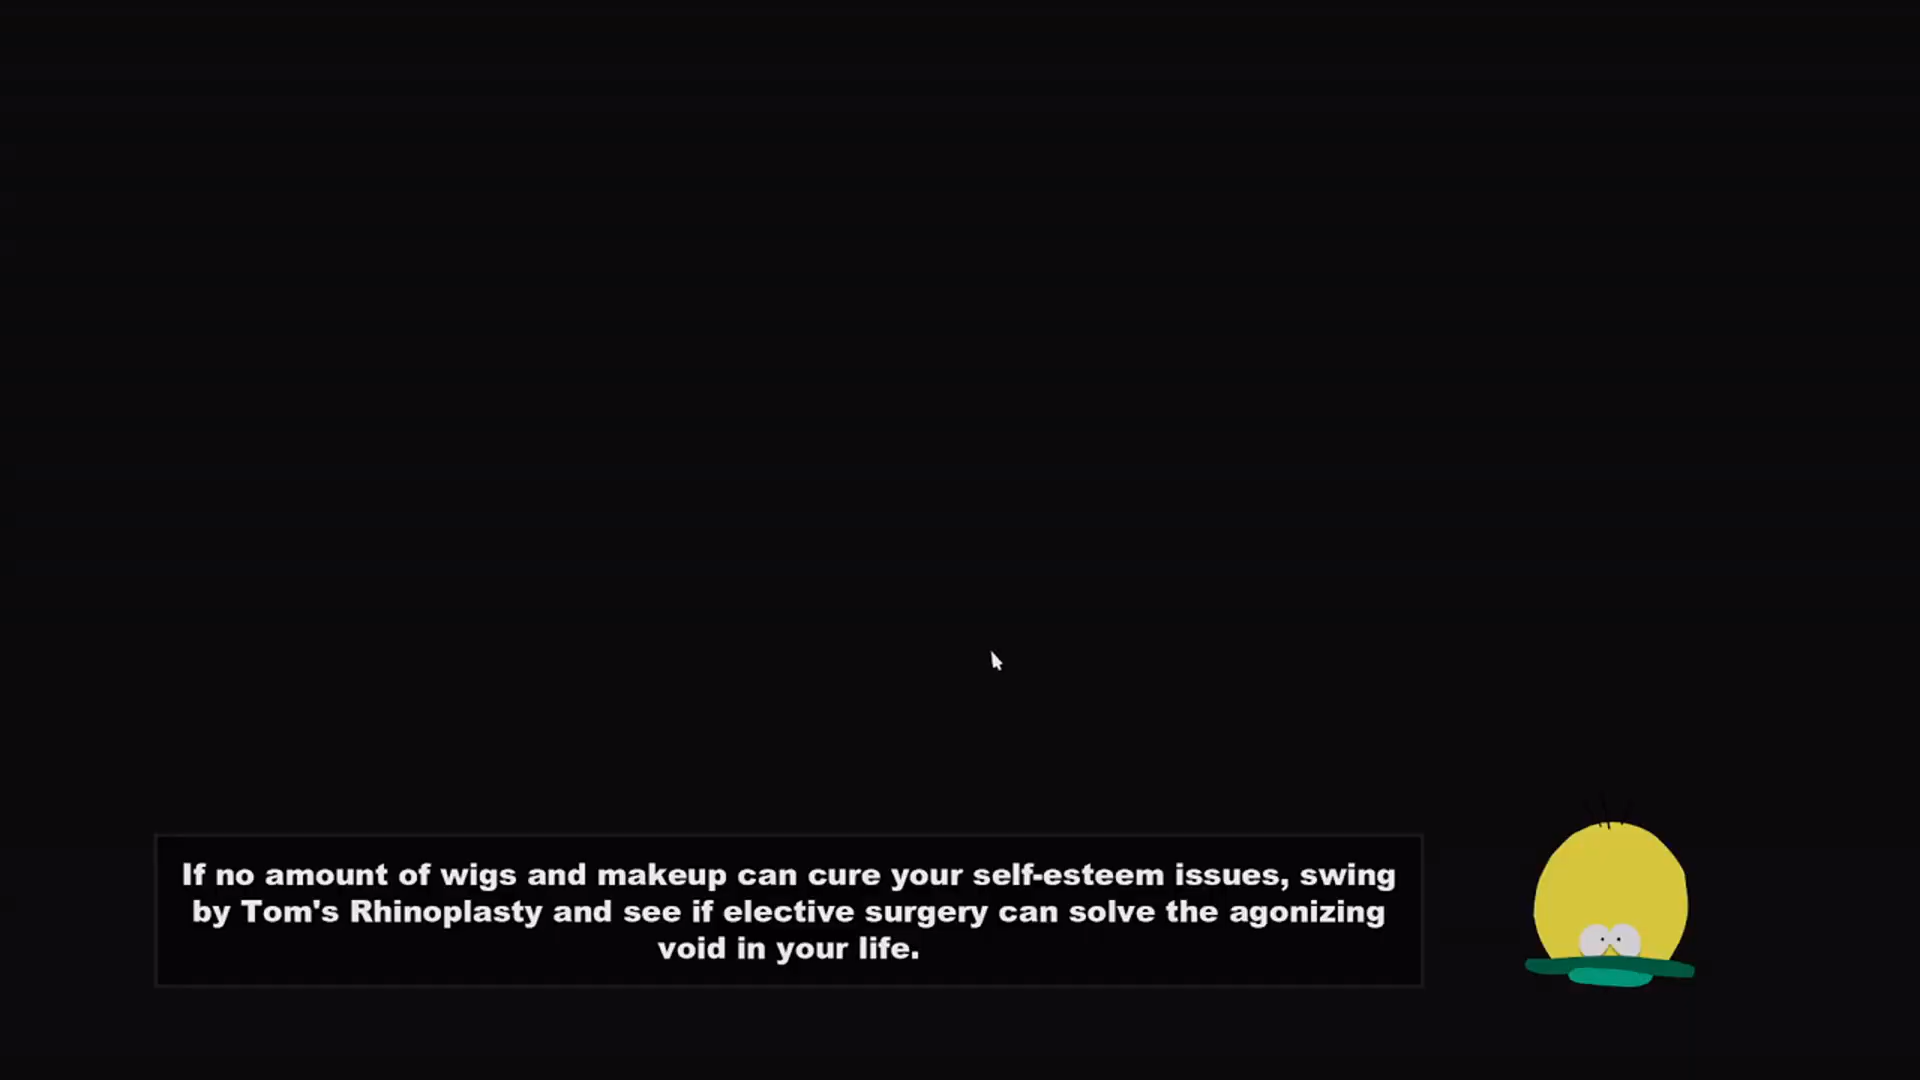 If no amount of wigs and makeup can cure your self-esteem issues, swing
by Tom's Rhinoplasty and see if elective surgery can solve the agonizing
void in your life.